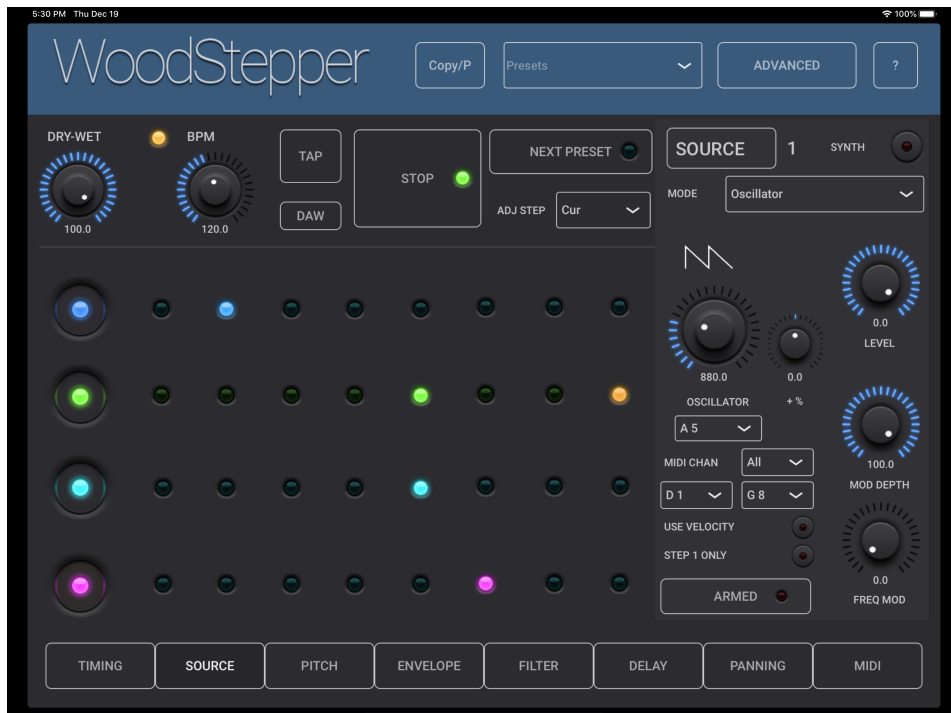 5:30 PM Thu Dec 19
100%
WoodStepper
Copy/P
Presets
ADVANCED
?
DRY-WET
BPM
100.0
120.0
TAP
DAW
STOP
NEXT PRESET
ADJ STEP
Cur
SOURCE
1
SYNTH
MODE
Oscillator
880.0
0.0
OSCILLATOR
+ %
A 5
0.0
LEVEL
MIDI CHAN
All
D 1
G 8
100.0
MOD DEPTH
USE VELOCITY
STEP 1 ONLY
ARMED
0.0
FREQ MOD
TIMING
SOURCE
PITCH
ENVELOPE
FILTER
DELAY
PANNING
MIDI